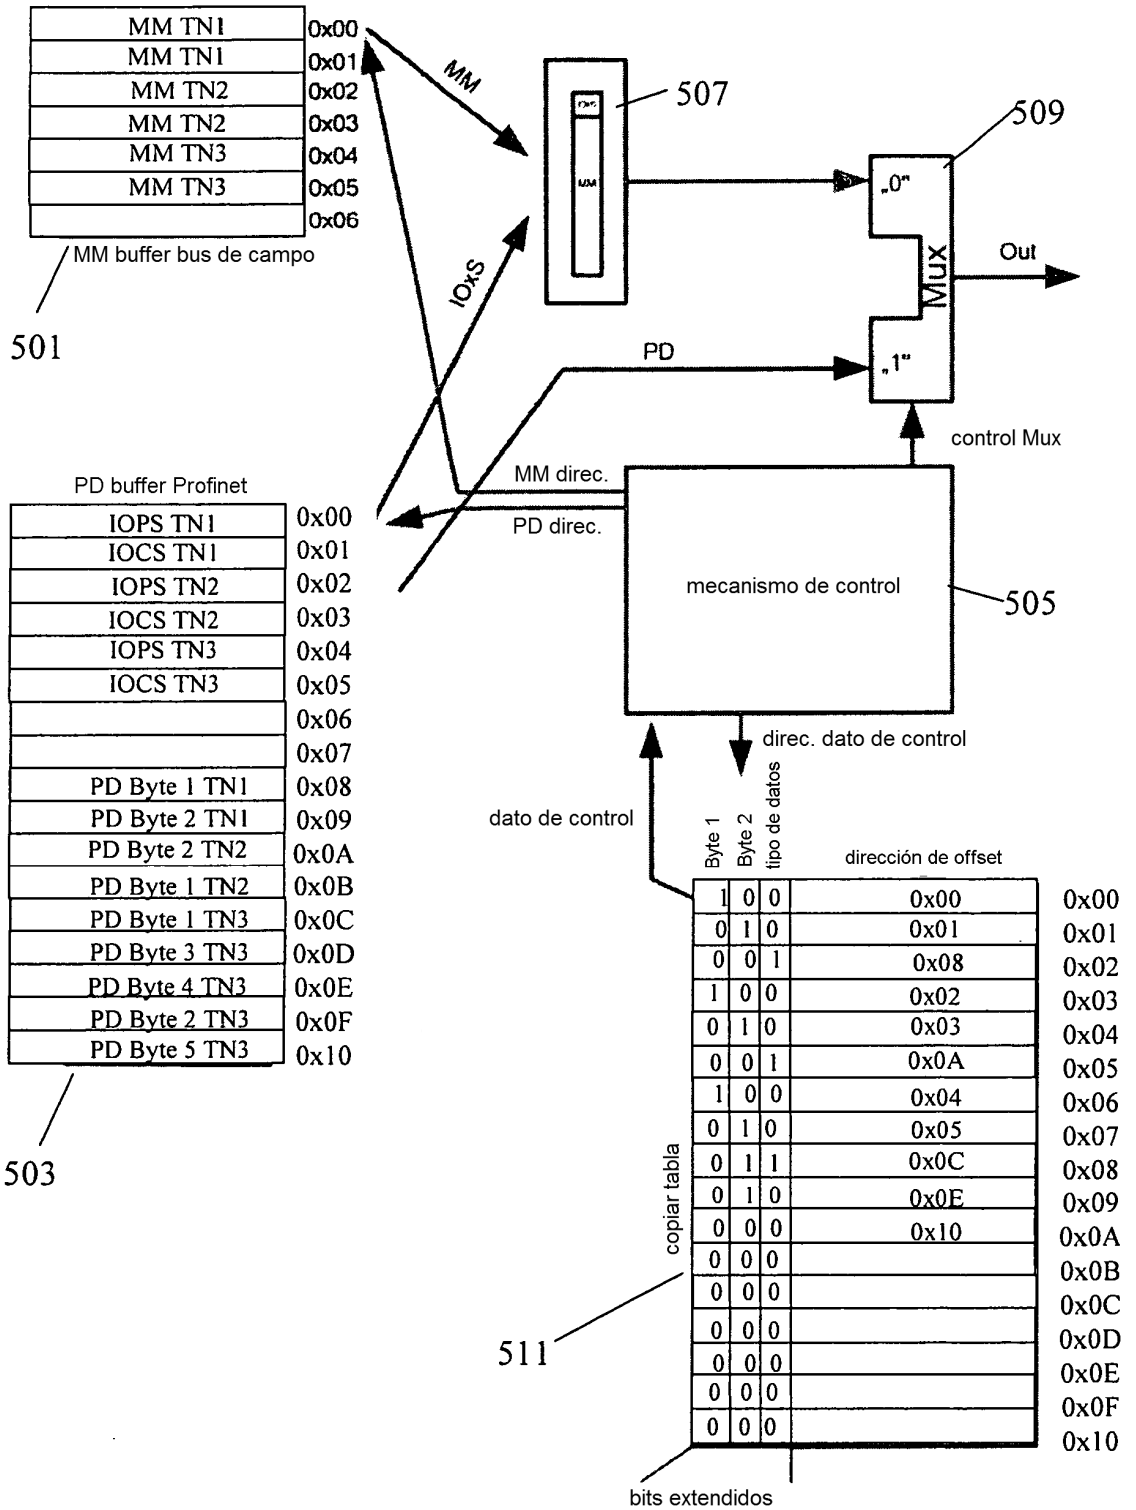 MM TN1 0x00
MM TN1 0x01
MM TN2 0x02
MM TN2 0x03
MM TN3 0x04
MM TN3 0x05
0x06
MM buffer bus de campo
501
MM
IOxS
IOxS
MM
507
509
„0"
Mux
„1"
Out
PD
control Mux
MM direc.
PD direc.
mecanismo de control
505
PD buffer Profinet
IOPS TN1 0x00
IOCS TN1 0x01
IOPS TN2 0x02
IOCS TN2 0x03
IOPS TN3 0x04
IOCS TN3 0x05
0x06
0x07
PD Byte 1 TN1 0x08
PD Byte 2 TN1 0x09
PD Byte 2 TN2 0x0A
PD Byte 1 TN2 0x0B
PD Byte 1 TN3 0x0C
PD Byte 3 TN3 0x0D
PD Byte 4 TN3 0x0E
PD Byte 2 TN3 0x0F
PD Byte 5 TN3 0x10
503
direc. dato de control
dato de control
Byte 1
Byte 2
tipo de datos
dirección de offset
1 0 0 0x00 0x00
0 1 0 0x01 0x01
0 0 1 0x08 0x02
1 0 0 0x02 0x03
0 1 0 0x03 0x04
0 0 1 0x0A 0x05
1 0 0 0x04 0x06
0 1 0 0x05 0x07
0 1 1 0x0C 0x08
0 1 0 0x0E 0x09
0 0 0 0x10 0x0A
0 0 0 0x0B
0 0 0 0x0C
0 0 0 0x0D
0 0 0 0x0E
0 0 0 0x0F
0 0 0 0x10
copiar tabla
511
bits extendidos